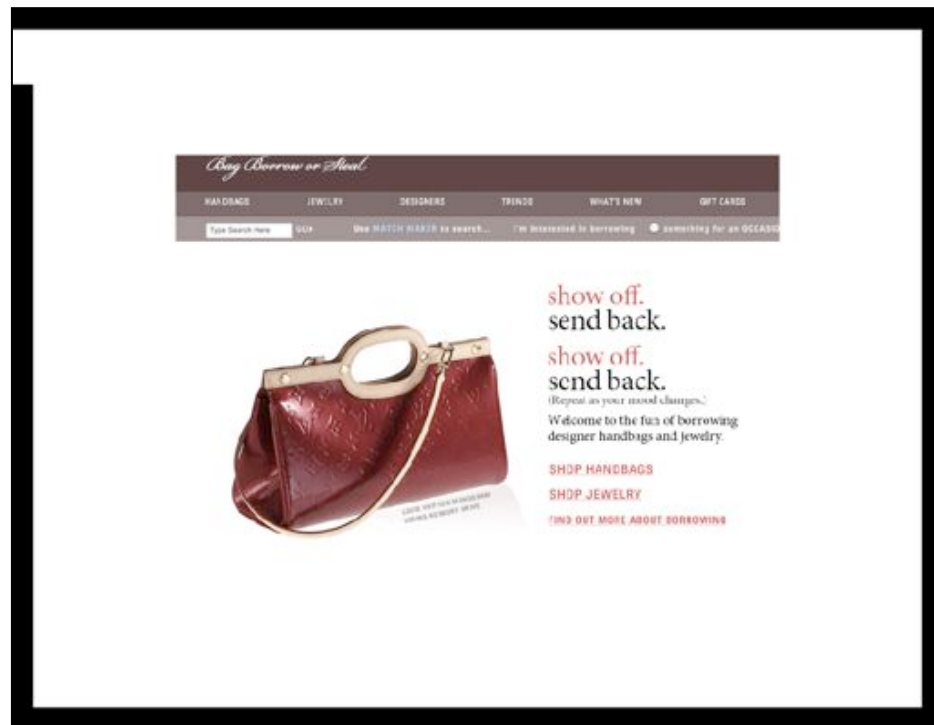 Bag Borrow or Steal
HANDBAGS JEWELRY DESIGNERS TRENDS WHAT'S NEW GIFT CARDS
Type Search Here GO Use MATCH MAKER to search... I'm interested in borrowing something for an OCCASIO
show off.
send back.
show off.
send back.
(Repeat as your mood changes.)
Welcome to the fun of borrowing
designer handbags and jewelry.
SHOP HANDBAGS
SHOP JEWELRY
FIND OUT MORE ABOUT BORROWING